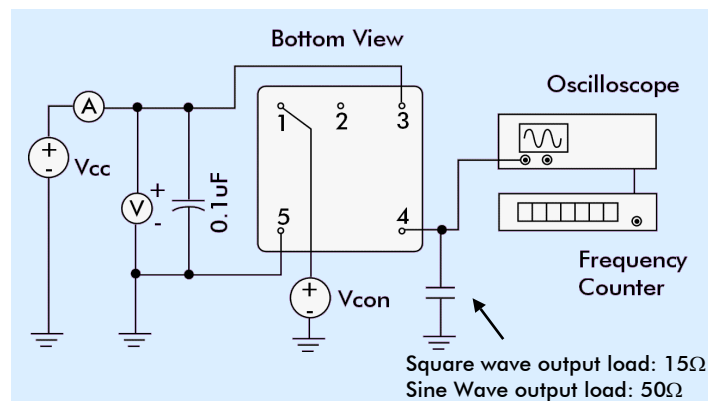 Bottom View
Oscilloscope
A
1
2
3
+
-
Vcc
V
+
-
0.1uF
5
4
+
-
Vcon
Frequency
Counter
Square wave output load: 15Ω
Sine Wave output load: 50Ω